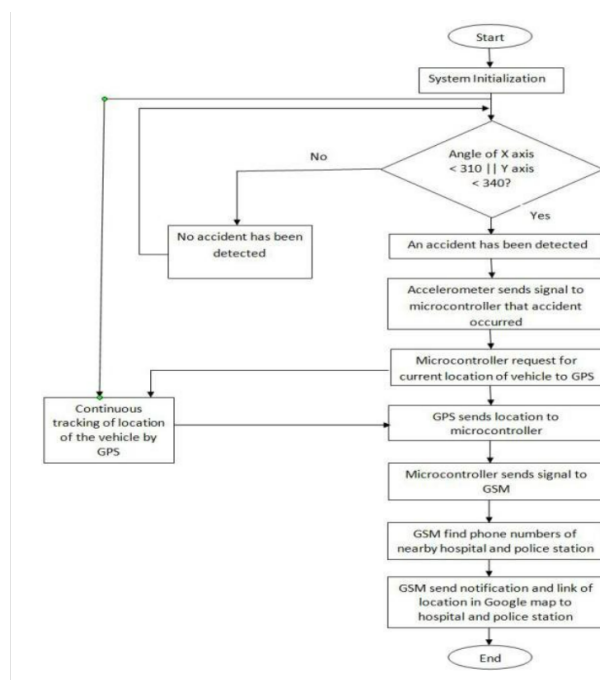 Start
System Initialization
Angle of X axis
< 310 || Y axis
< 340?
No
Yes
No accident has been
detected
An accident has been detected
Accelerometer sends signal to
microcontroller that accident
occurred
Microcontroller request for
current location of vehicle to GPS
Continuous
tracking of location
of the vehicle by
GPS
GPS sends location to
microcontroller
Microcontroller sends signal to
GSM
GSM find phone numbers of
nearby hospital and police station
GSM send notification and link of
location in Google map to
hospital and police station
End